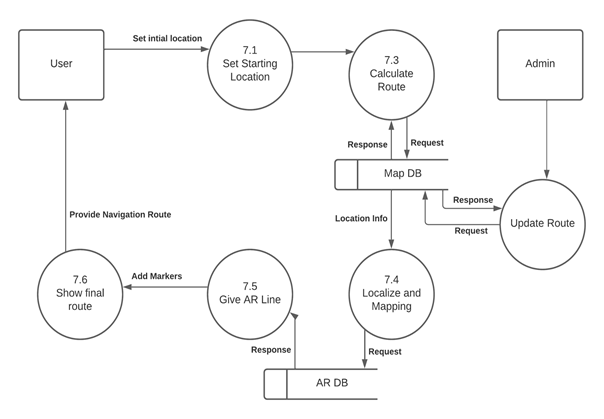 Set intial location
User
7.1
Set Starting
Location
7.3
Calculate
Route
Admin
Response
Request
Map DB
Response
Request
Update Route
Location Info
Provide Navigation Route
7.6
Show final
route
Add Markers
7.5
Give AR Line
7.4
Localize and
Mapping
Response
Request
AR DB